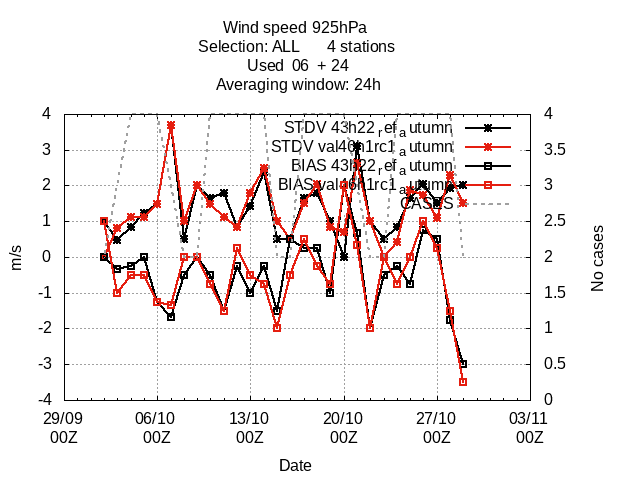 Wind speed 925hPa
Selection: ALL 4 stations
Used 06 + 24
Averaging window: 24h
STDV 43h22_ref_autumn
STDV val46h1rc1_autumn
BIAS 43h22_ref_autumn
BIAS val46h1rc1_autumn
CASES
4
3
2
1
0
-1
-2
-3
-4
4
3.5
3
2.5
2
1.5
1
0.5
0
m/s
No cases
29/09 06/10 13/10 20/10 27/10 03/11
00Z 00Z 00Z 00Z 00Z 00Z
Date